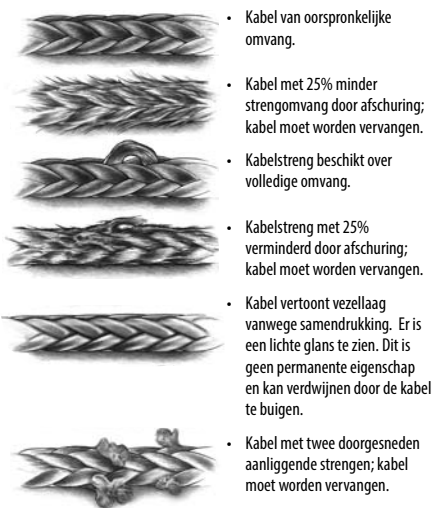 • Kabel van oorspronkelijke
omvang.
• Kabel met 25% minder
strengomvang door afschuring;
kabel moet worden vervangen.
• Kabelstreng beschikt over
volledige omvang.
• Kabelstreng met 25%
verminderd door afschuring;
kabel moet worden vervangen.
• Kabel vertoont vezellaag
vanwege samendrukking. Er is
een lichte glans te zien. Dit is
geen permanente eigenschap
en kan verdwijnen door de kabel
te buigen.
• Kabel met twee doorgesneden
aanliggende strengen; kabel
moet worden vervangen.